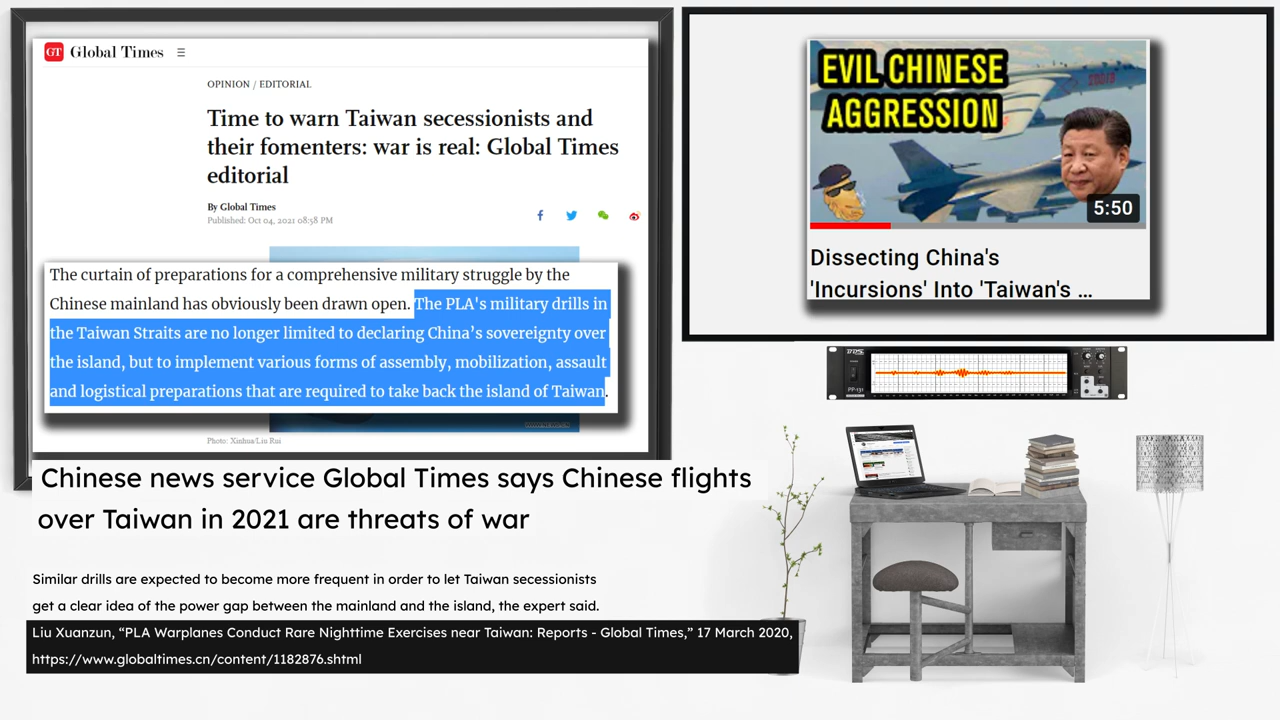 GT Global Times
OPINION / EDITORIAL
Time to warn Taiwan secessionists and
their fomenters: war is real: Global Times
editorial
By Global Times
Published: Oct 04, 2021 08:58 PM
The curtain of preparations for a comprehensive military struggle by the
Chinese mainland has obviously been drawn open. The PLA's military drills in
the Taiwan Straits are no longer limited to declaring China's sovereignty over
the island, but to implement various forms of assembly, mobilization, assault
and logistical preparations that are required to take back the island of Taiwan.
Photo: Xinhua/Liu Rui
Chinese news service Global Times says Chinese flights
over Taiwan in 2021 are threats of war
Similar drills are expected to become more frequent in order to let Taiwan secessionists
get a clear idea of the power gap between the mainland and the island, the expert said.
Liu Xuanzun, “PLA Warplanes Conduct Rare Nighttime Exercises near Taiwan: Reports - Global Times,” 17 March 2020,
https://www.globaltimes.cn/content/1182876.shtml
EVIL CHINESE
AGGRESSION
5:50
Dissecting China's
'Incursions' Into 'Taiwan's ...